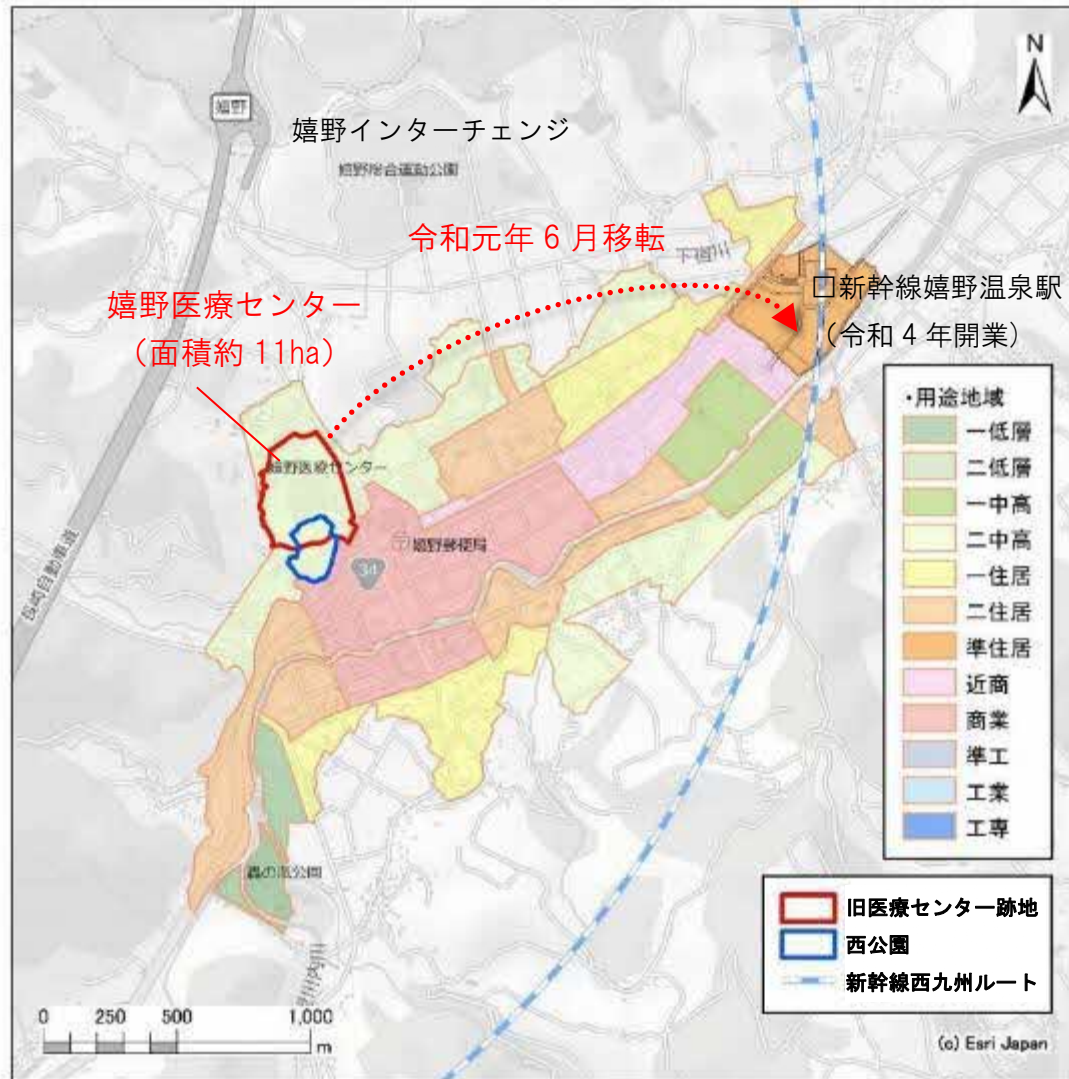 N
嬉野
嬉野インターチェンジ
嬉野総合運動公園
令和元年 6 月移転
下宿川
□新幹線嬉野温泉駅
（令和 4 年開業）
嬉野医療センター
（面積約 11ha）
嬉野医療センター
嬉野郵便局
34
長崎自動車道
轟の滝公園
・用途地域
一低層
二低層
一中高
二中高
一住居
二住居
準住居
近商
商業
準工
工業
工専
旧医療センター跡地
西公園
新幹線西九州ルート
0 250 500 1,000
m
(c) Esri Japan